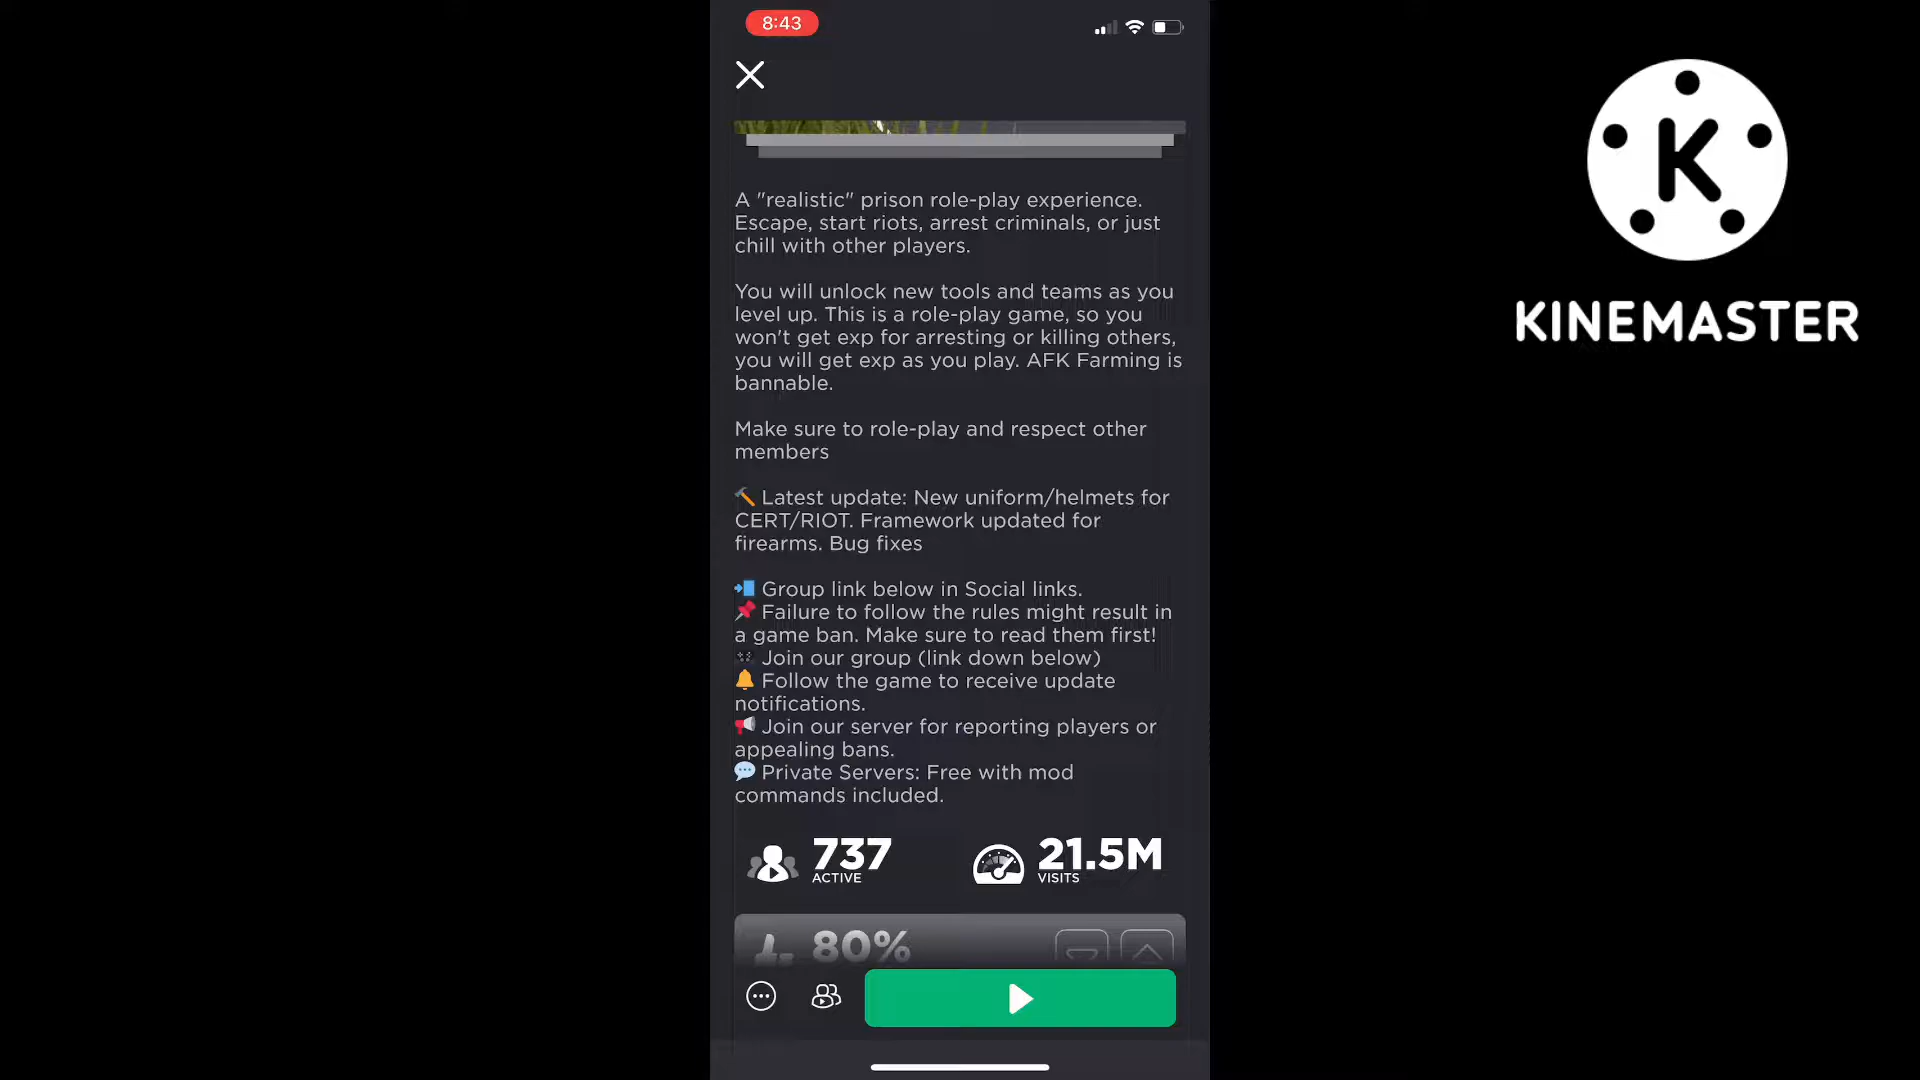 8:43
A "realistic" prison role-play experience.
Escape, start riots, arrest criminals, or just
chill with other players.
You will unlock new tools and teams as you
level up. This is a role-play game, so you
won't get exp for arresting or killing others,
you will get exp as you play. AFK Farming is
bannable.
Make sure to role-play and respect other
members
🔨 Latest update: New uniform/helmets for
CERT/RIOT. Framework updated for
firearms. Bug fixes
📲 Group link below in Social links.
📌 Failure to follow the rules might result in
a game ban. Make sure to read them first!
🎮 Join our group (link down below)
🔔 Follow the game to receive update
notifications.
📢 Join our server for reporting players or
appealing bans.
💬 Private Servers: Free with mod
commands included.
737
ACTIVE
21.5M
VISITS
80%
K
KINEMASTER